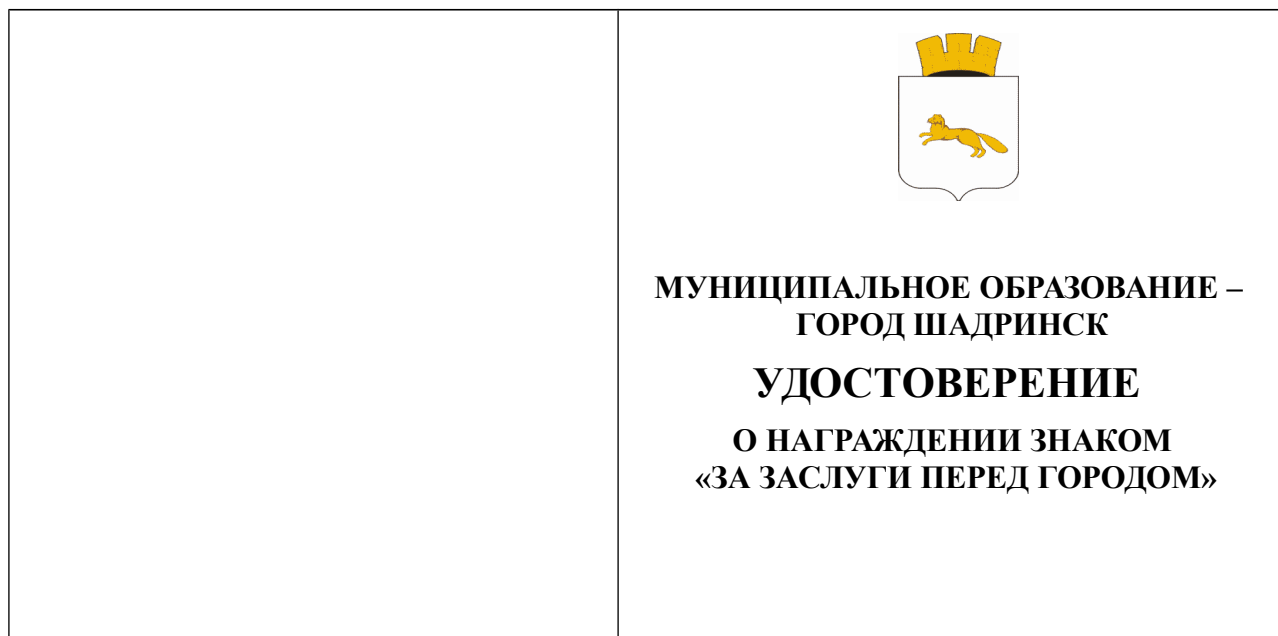 МУНИЦИПАЛЬНОЕ ОБРАЗОВАНИЕ –
ГОРОД ШАДРИНСК
УДОСТОВЕРЕНИЕ
О НАГРАЖДЕНИИ ЗНАКОМ
«ЗА ЗАСЛУГИ ПЕРЕД ГОРОДОМ»